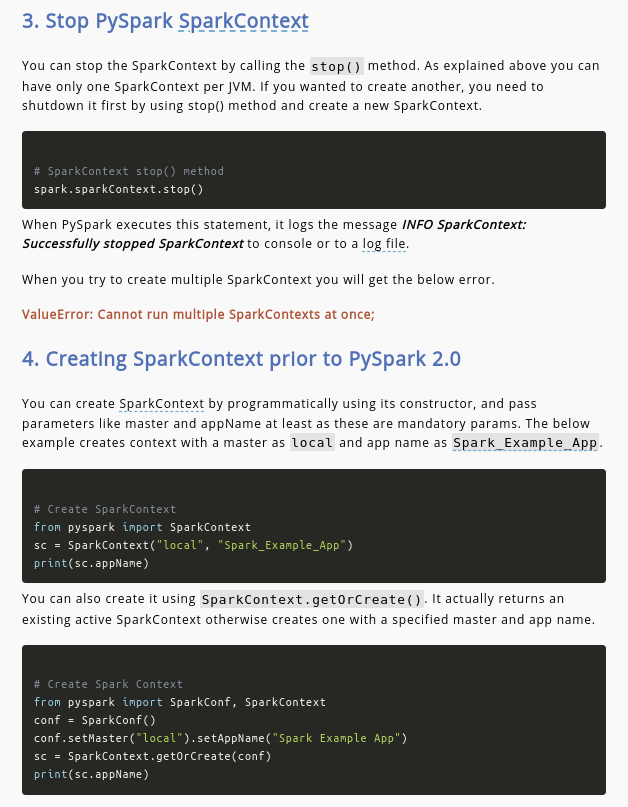 3. Stop PySpark SparkContext
You can stop the SparkContext by calling the stop() method. As explained above you can
have only one SparkContext per JVM. If you wanted to create another, you need to
shutdown it first by using stop() method and create a new SparkContext.
# SparkContext stop() method
spark.sparkContext.stop()
When PySpark executes this statement, it logs the message INFO SparkContext:
Successfully stopped SparkContext to console or to a log file.
When you try to create multiple SparkContext you will get the below error.
ValueError: Cannot run multiple SparkContexts at once;
4. Creating SparkContext prior to PySpark 2.0
You can create SparkContext by programmatically using its constructor, and pass
parameters like master and appName at least as these are mandatory params. The below
example creates context with a master as local and app name as Spark_Example_App.
# Create SparkContext
from pyspark import SparkContext
sc = SparkContext("local", "Spark_Example_App")
print(sc.appName)
You can also create it using SparkContext.getOrCreate(). It actually returns an
existing active SparkContext otherwise creates one with a specified master and app name.
# Create Spark Context
from pyspark import SparkConf, SparkContext
conf = SparkConf()
conf.setMaster("local").setAppName("Spark Example App")
sc = SparkContext.getOrCreate(conf)
print(sc.appName)